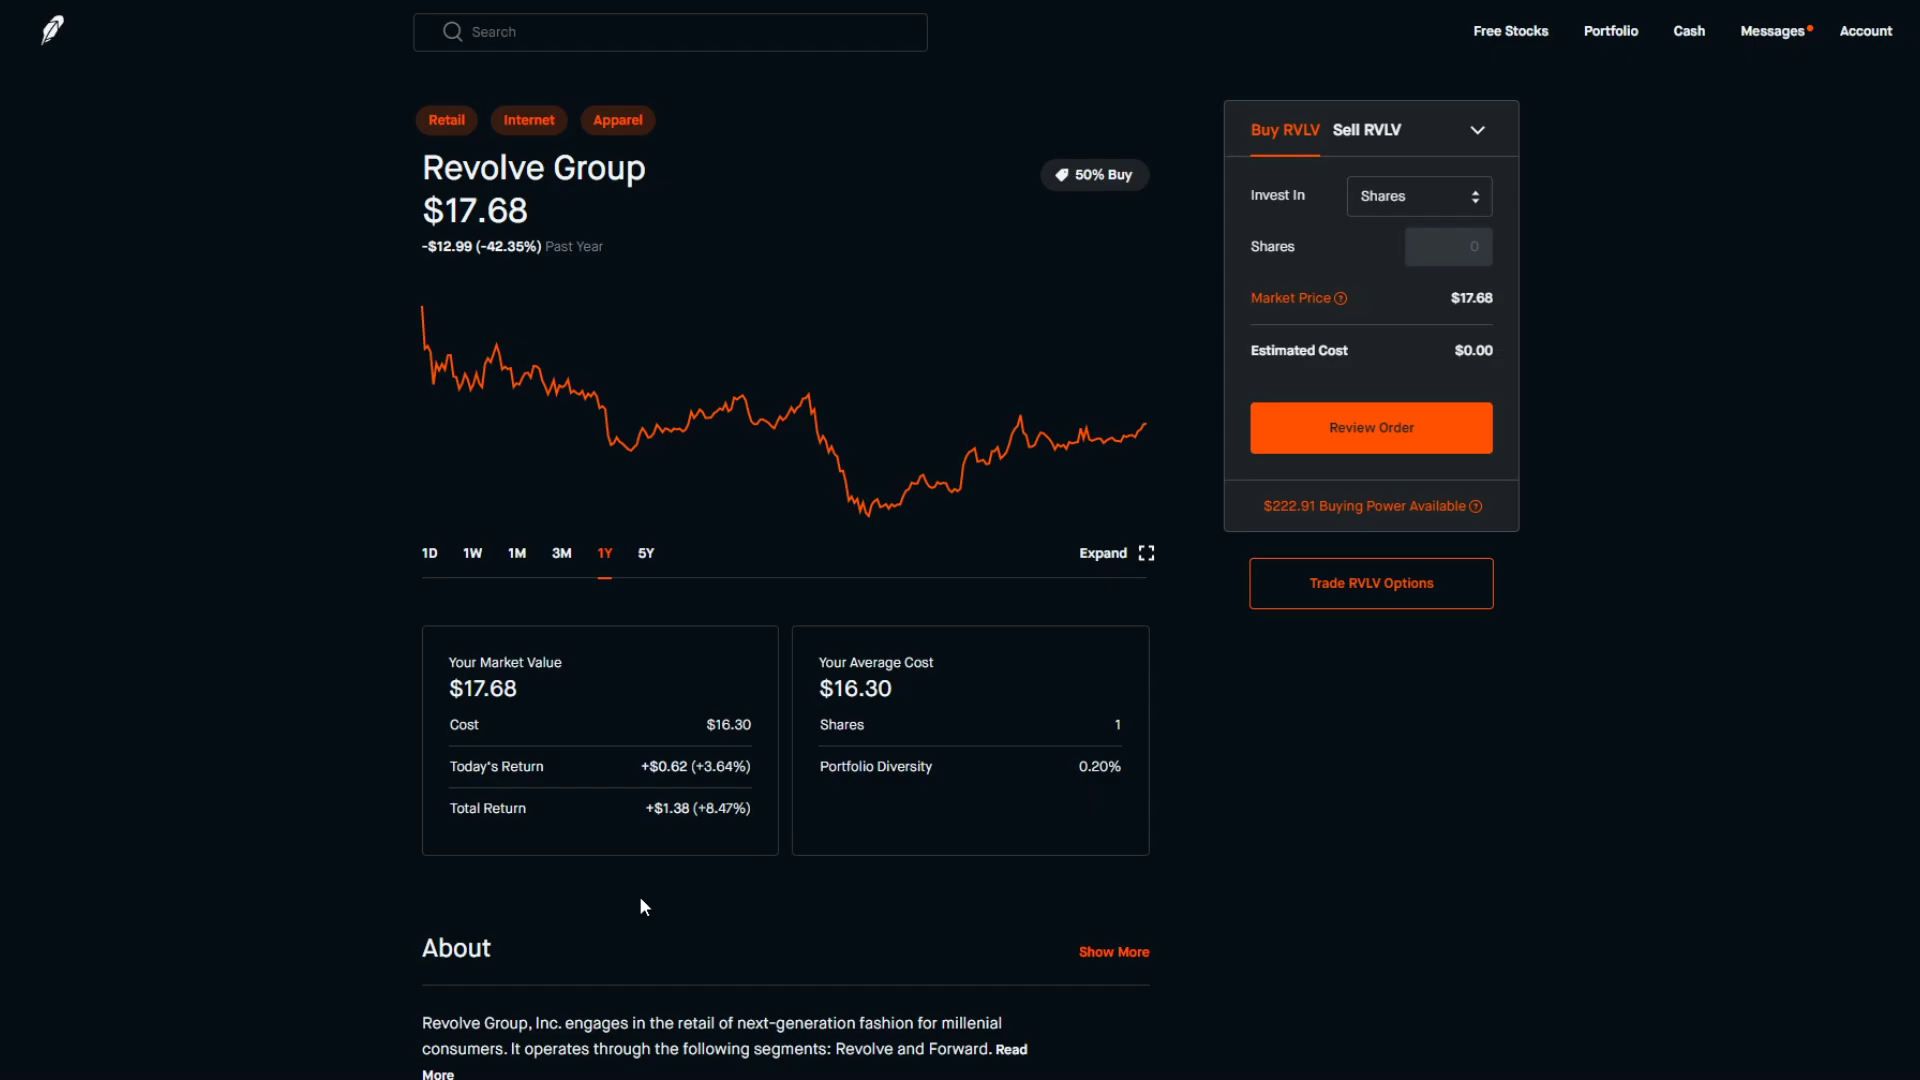 Search
Free Stocks Portfolio Cash Messages Account
Retail Internet Apparel
Revolve Group
$17.68
-$12.99 (-42.35%) Past Year
50% Buy
1D 1W 1M 3M 1Y 5Y
Expand
Your Market Value
$17.68
Cost $16.30
Today's Return +$0.62 (+3.64%)
Total Return +$1.38 (+8.47%)
Your Average Cost
$16.30
Shares 1
Portfolio Diversity 0.20%
About
Show More
Revolve Group, Inc. engages in the retail of next-generation fashion for millenial
consumers. It operates through the following segments: Revolve and Forward. Read
More
Buy RVLV Sell RVLV
Invest In Shares
Shares 0
Market Price $17.68
Estimated Cost $0.00
Review Order
$222.91 Buying Power Available
Trade RVLV Options